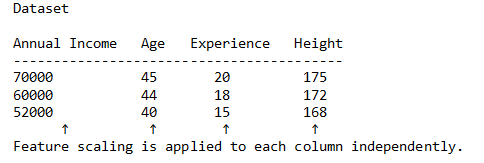 Dataset
Annual Income Age Experience Height
-----------------------------------------
70000 45 20 175
60000 44 18 172
52000 40 15 168
↑ ↑ ↑ ↑
Feature scaling is applied to each column independently.